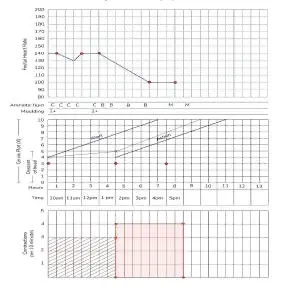 200
190
180
170
160
150
140
130
120
110
100
90
80
Foetal Heart Rate
Amniotic fluid C C C C C B B B B M M
Moulding 1+ 2+
10
9
8
7
6
5
4
3
2
1
0
Cervix Plot (X)
Descent of head
Alert
Action
Hours 1 2 3 4 5 6 7 8 9 10 11 12 13
Time 10am 11am 12pm 1pm 2pm 3pm 4pm 5pm
Contractions per 10 minutes
5
4
3
2
1